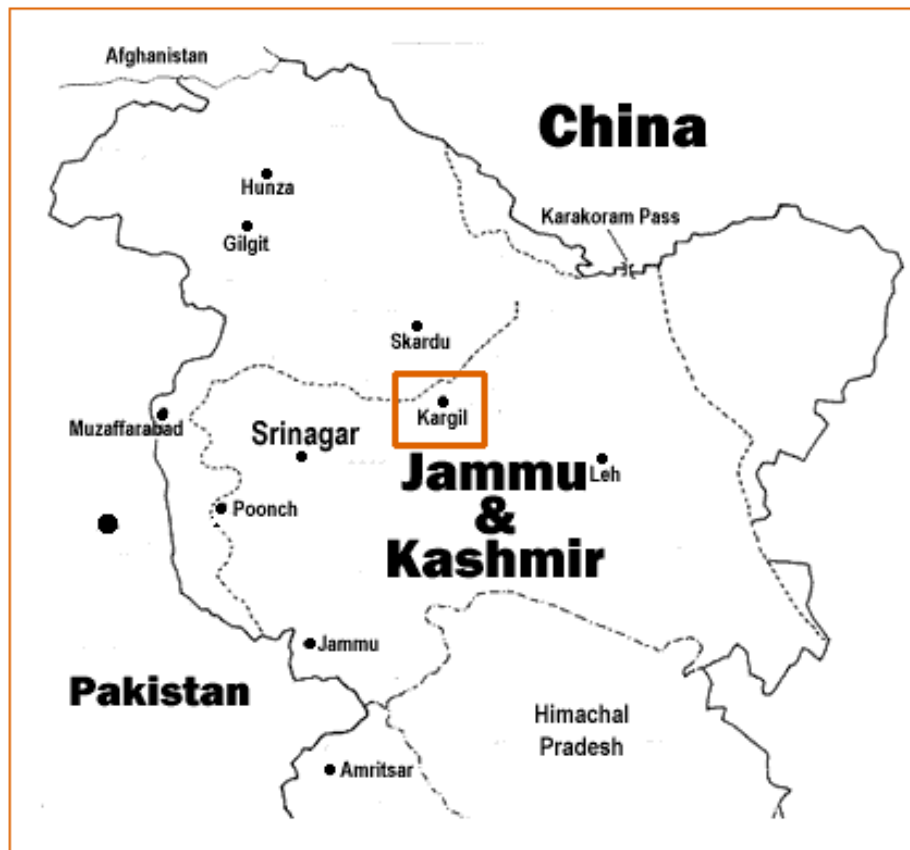 Afghanistan
China
Hunza
Karakoram Pass
Gilgit
Skardu
Kargil
Muzaffarabad
Srinagar
Leh
Jammu
&
Kashmir
Poonch
Jammu
Pakistan
Himachal
Pradesh
Amritsar